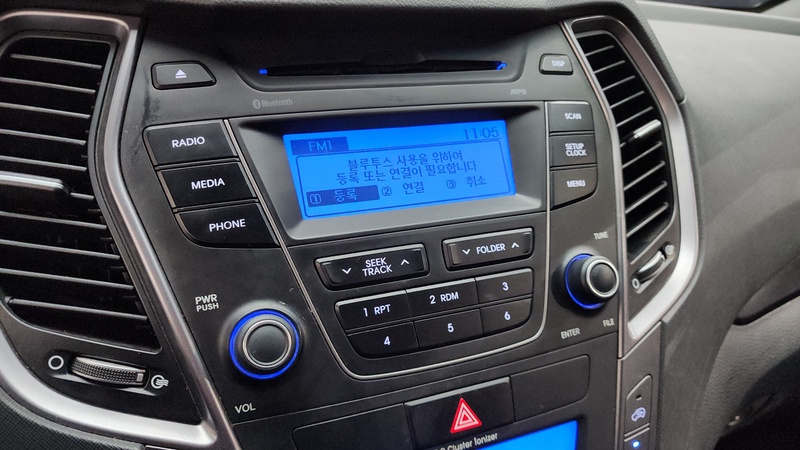 DISP
Bluetooth
MP3
RADIO
MEDIA
PHONE
FM1 11:05
블루투스 사용을 위하여
등록 또는 연결이 필요합니다
① 등록 ② 연결 ③ 취소
SCAN
SETUP
CLOCK
MENU
SEEK
TRACK
FOLDER
TUNE
PWR
PUSH
1 RPT
2 RDM
3
4
5
6
ENTER
FILE
VOL
Cluster Ionizer